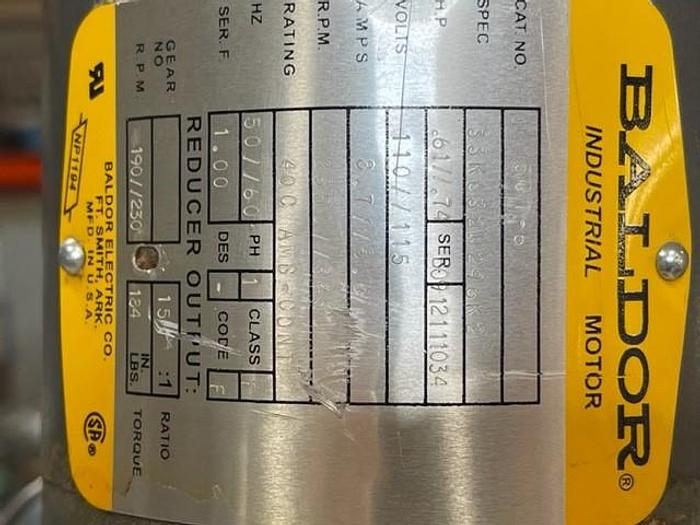 BALDOR®
INDUSTRIAL MOTOR
CAT. NO.
SPEC
H.P. .61//.74 SER B0912111034
VOLTS 110//115
AMPS
R.P.M.
RATING 40C AMB-CONT
HZ 50//60 PH 1 CLASS
SER. F. 1.00 DES - CODE F
REDUCER OUTPUT:
GEAR NO 15 :1 RATIO
R.P.M. 190//230 184 IN. LBS. TORQUE
BALDOR ELECTRIC CO.
FT. SMITH, ARK.
MFD. IN U.S.A.
NP1194
SA®